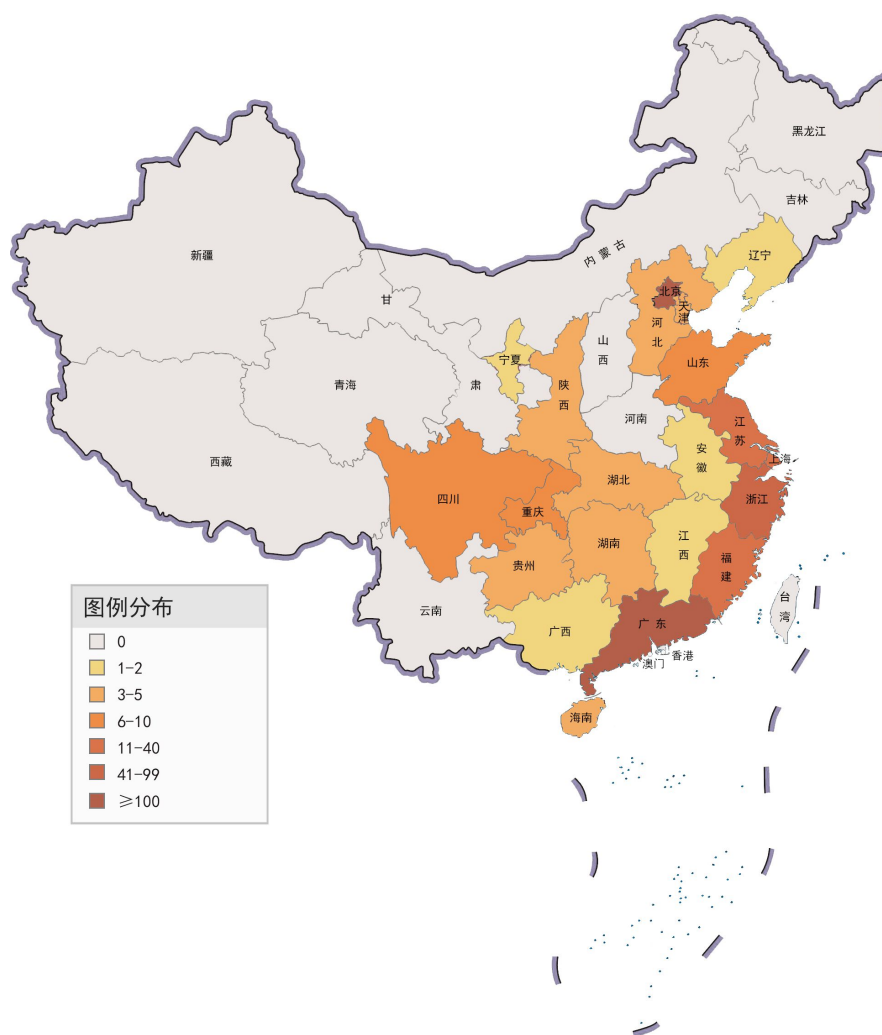 黑龙江
吉林
辽宁
内蒙古
新疆
甘
肃
北京
天津
河北
山西
宁夏
青海
陕西
山东
河南
西藏
江苏
安徽
上海
四川
湖北
重庆
浙江
江西
湖南
贵州
福建
云南
台湾
广西
广东
香港
澳门
海南
图例分布
0
1-2
3-5
6-10
11-40
41-99
≥100